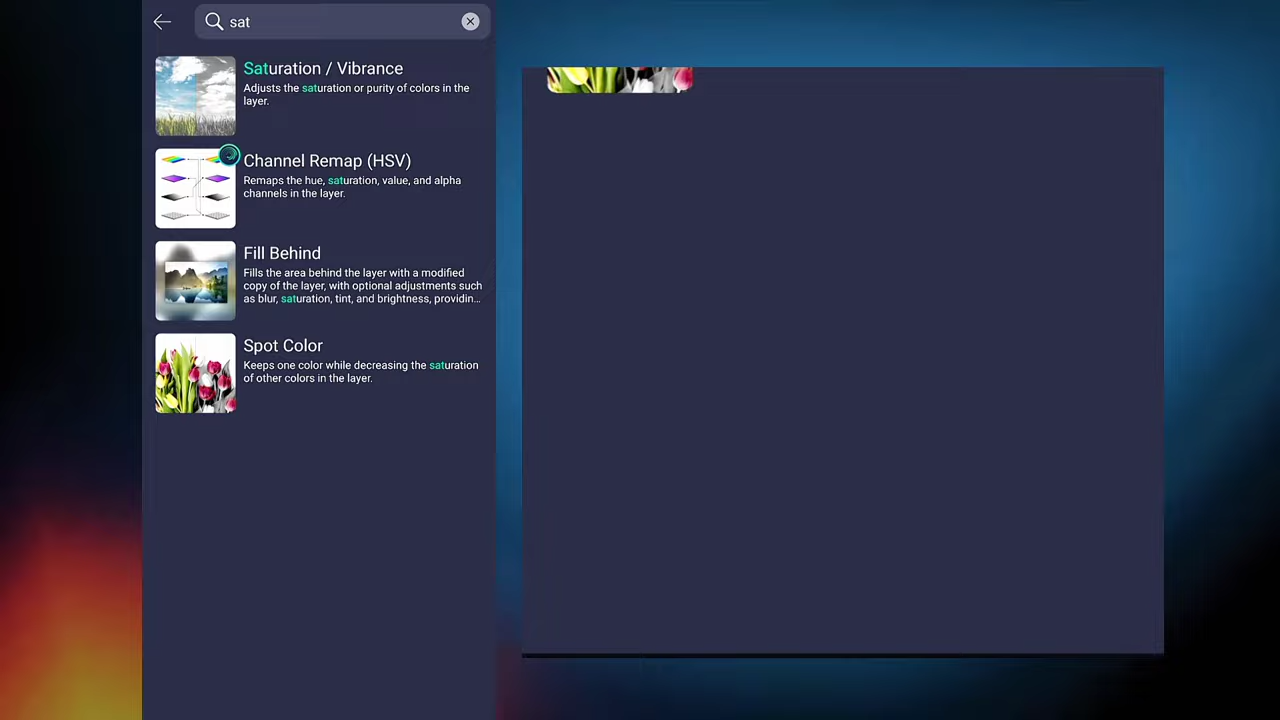 sat
Saturation / Vibrance
Adjusts the saturation or purity of colors in the
layer.
Channel Remap (HSV)
Remaps the hue, saturation, value, and alpha
channels in the layer.
Fill Behind
Fills the area behind the layer with a modified
copy of the layer, with optional adjustments such
as blur, saturation, tint, and brightness, providin...
Spot Color
Keeps one color while decreasing the saturation
of other colors in the layer.